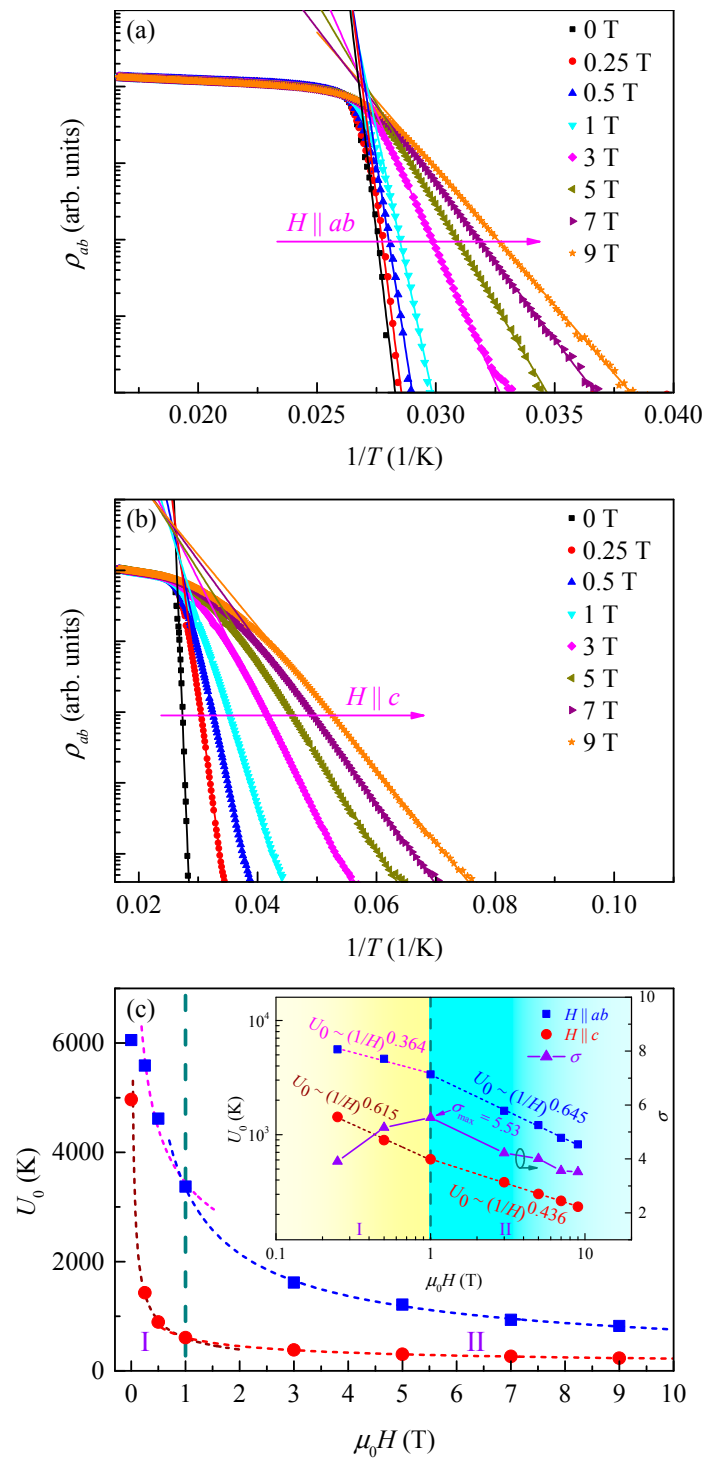 (a)
0 T
0.25 T
0.5 T
1 T
3 T
5 T
7 T
9 T
H || ab
ρab (arb. units)
0.020 0.025 0.030 0.035 0.040
1/T (1/K)
(b)
0 T
0.25 T
0.5 T
1 T
3 T
5 T
7 T
9 T
H || c
ρab (arb. units)
0.02 0.04 0.06 0.08 0.10
1/T (1/K)
(c)
6000
4000
2000
0
U0 (K)
I
II
0 1 2 3 4 5 6 7 8 9 10
μ0H (T)
10^4
10^3
U0 (K)
H || ab
H || c
σ
U0 ~ (1/H)^0.364
U0 ~ (1/H)^0.645
U0 ~ (1/H)^0.615
σmax = 5.53
U0 ~ (1/H)^0.436
I
II
10
8
6
4
2
σ
0.1 1 10
μ0H (T)